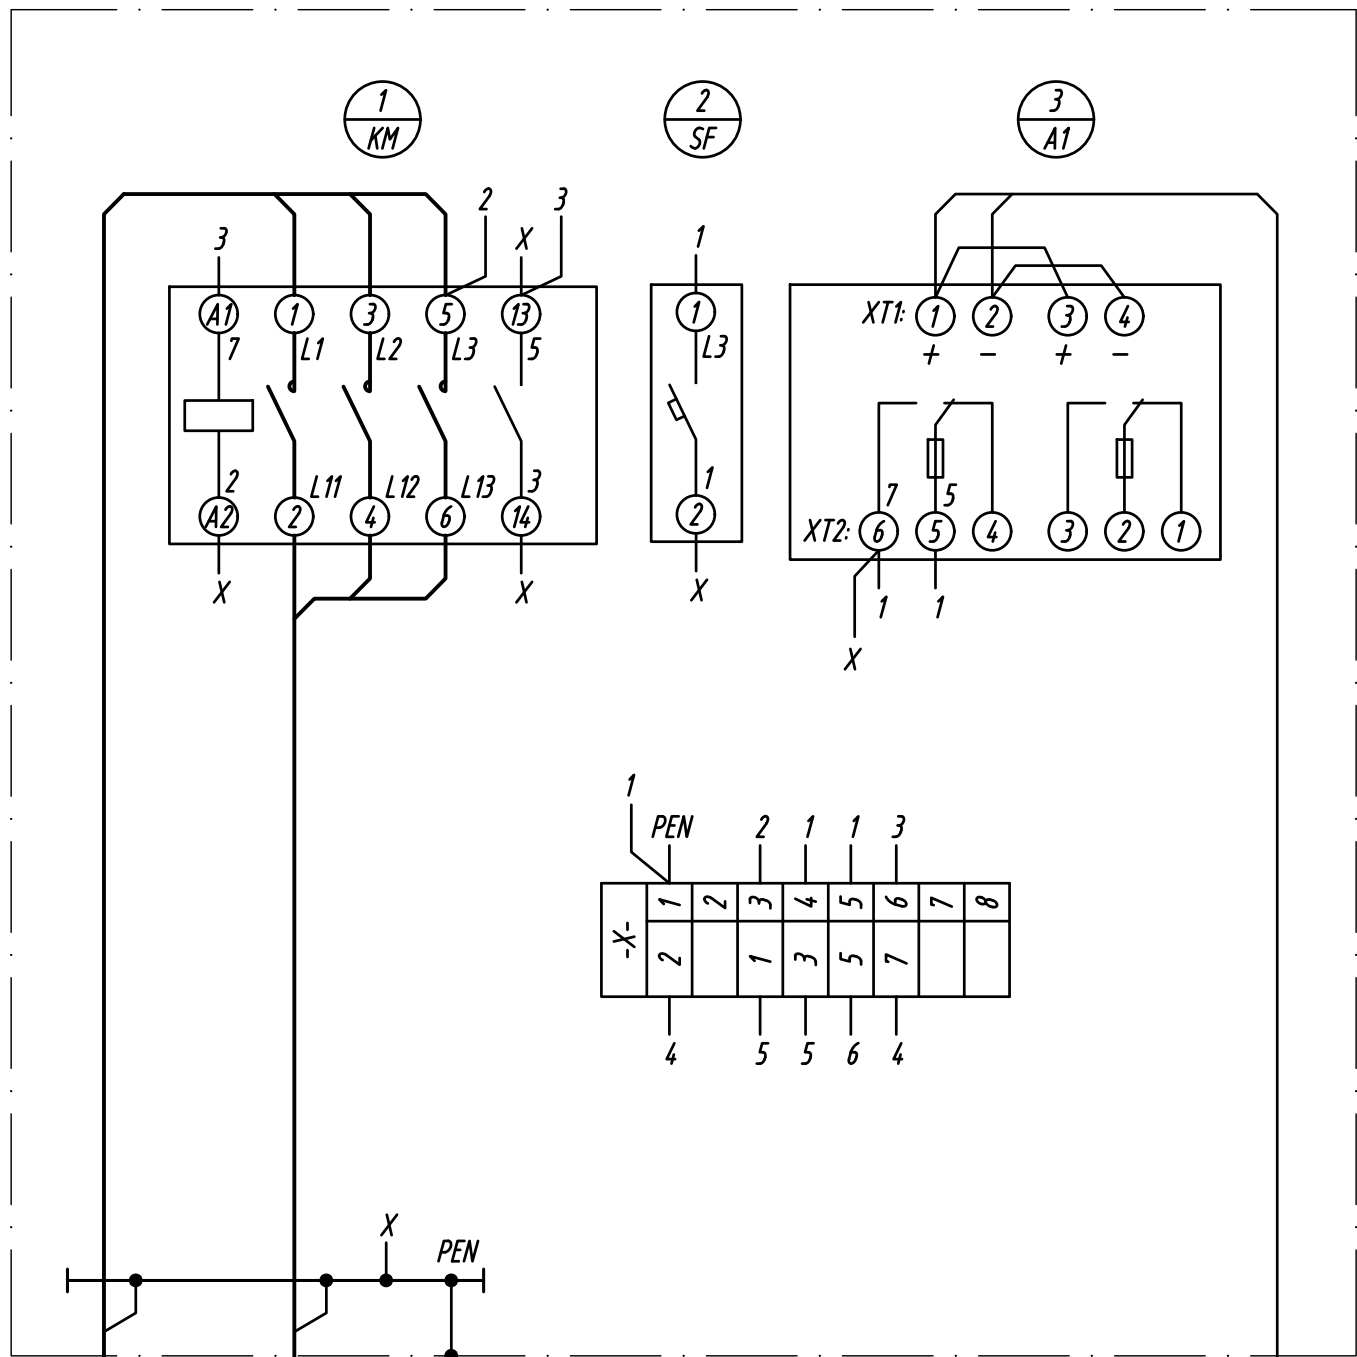 1 2 3
KM SF A1
2 3
3 X 1
A1 1 3 5 13 1 XT1: 1 2 3 4
7 L1 L2 L3 5 L3 + - + -
2 L11 L12 L13 3 1 7 5
A2 2 4 6 14 2 XT2: 6 5 4 3 2 1
X X X 1 1
X
1
PEN 2 1 1 3
1 2 3 4 5 6 7 8
-X- 2 1 3 5 7
4 5 5 6 4
X
PEN